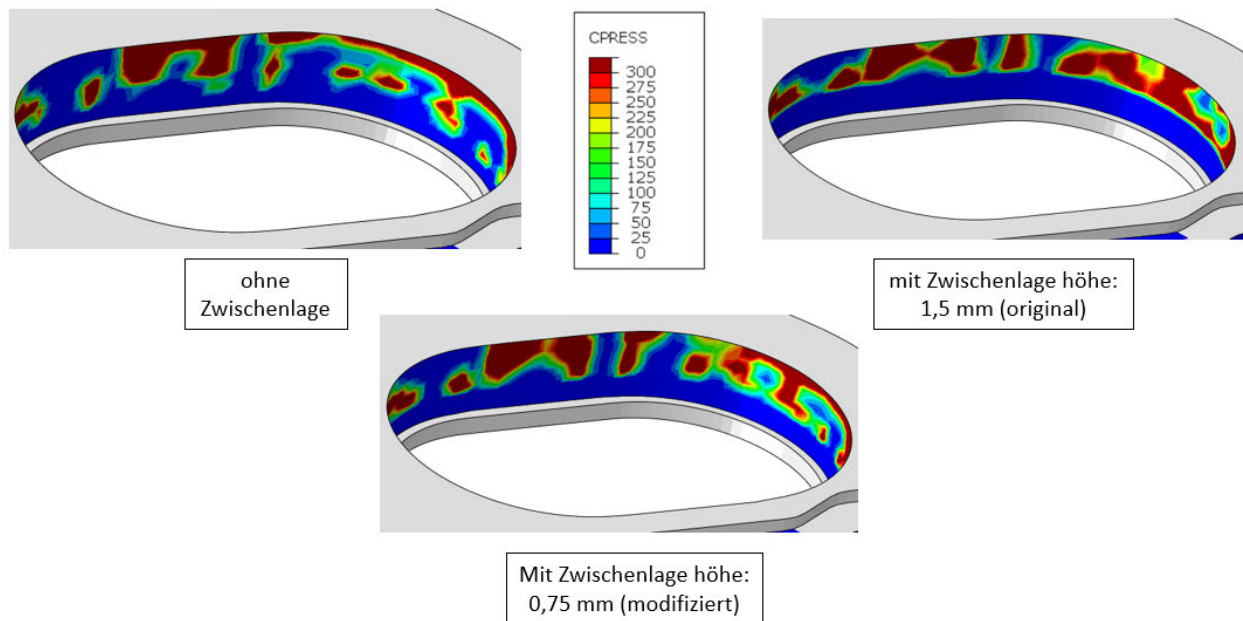 CPRESS
300
275
250
225
200
175
150
125
100
75
50
25
0
ohne
Zwischenlage
mit Zwischenlage höhe:
1,5 mm (original)
Mit Zwischenlage höhe:
0,75 mm (modifiziert)